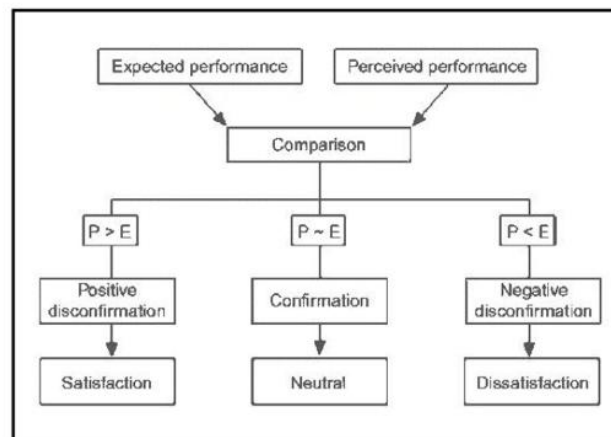 Expected performance
Perceived performance
Comparison
P > E
P ~ E
P < E
Positive
disconfirmation
Confirmation
Negative
disconfirmation
Satisfaction
Neutral
Dissatisfaction